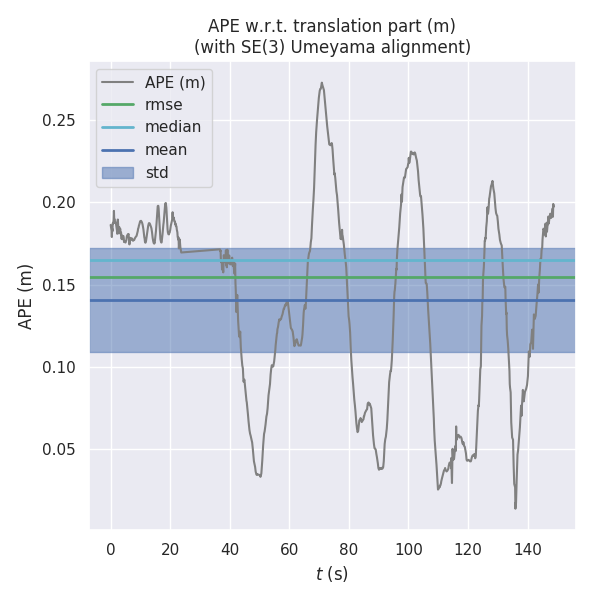 APE w.r.t. translation part (m)
(with SE(3) Umeyama alignment)
APE (m)
rmse
median
mean
std
APE (m)
0.25
0.20
0.15
0.10
0.05
0 20 40 60 80 100 120 140
t (s)